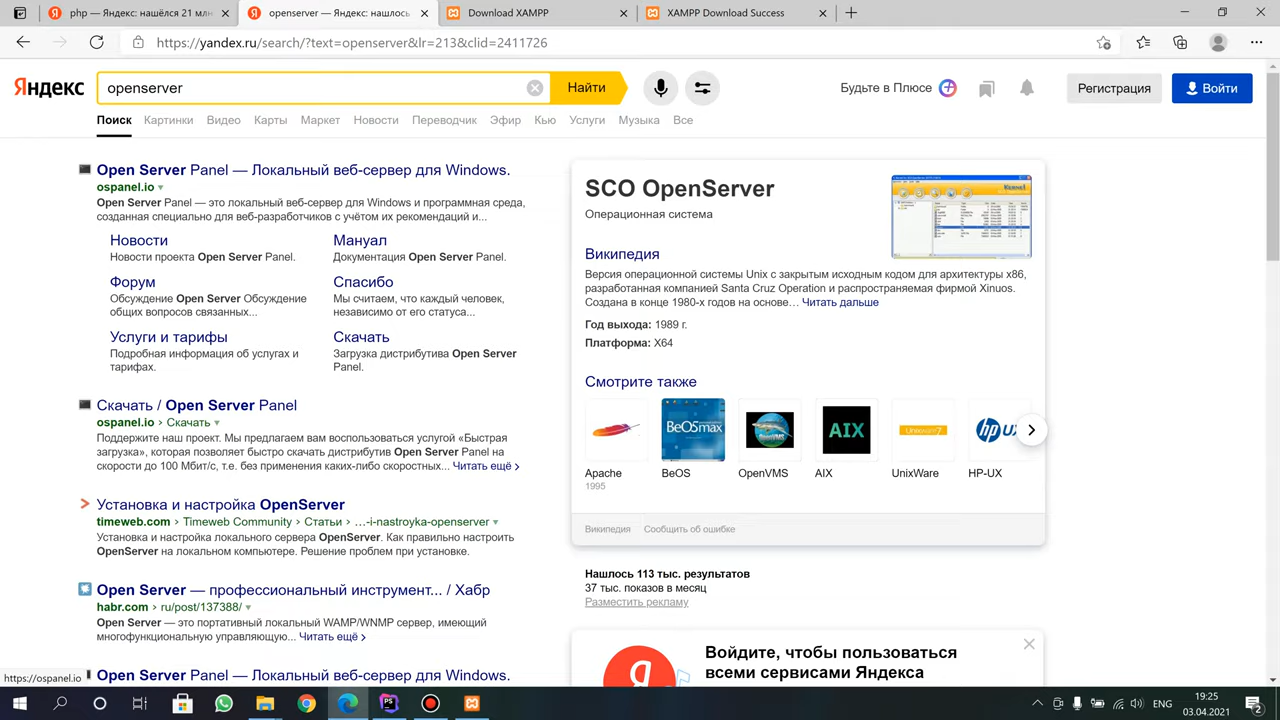 php — Яндекс: нашёлся 21 млн
openserver — Яндекс: нашлось
Download XAMPP
XAMPP Download Success
https://yandex.ru/search/?text=openserver&lr=213&clid=2411726
Яндекс
openserver
Найти
Будьте в Плюсе
Регистрация
Войти
Поиск Картинки Видео Карты Маркет Новости Переводчик Эфир Кью Услуги Музыка Все
Open Server Panel — Локальный веб-сервер для Windows.
ospanel.io
Open Server Panel — это локальный веб-сервер для Windows и программная среда,
созданная специально для веб-разработчиков с учётом их рекомендаций и...
Новости
Новости проекта Open Server Panel.
Мануал
Документация Open Server Panel.
Форум
Обсуждение Open Server Обсуждение
общих вопросов связанных...
Спасибо
Мы считаем, что каждый человек,
независимо от его статуса...
Услуги и тарифы
Подробная информация об услугах и
тарифах.
Скачать
Загрузка дистрибутива Open Server
Panel.
Скачать / Open Server Panel
ospanel.io › Скачать
Поддержите наш проект. Мы предлагаем вам воспользоваться услугой «Быстрая
загрузка», которая позволяет быстро скачать дистрибутив Open Server Panel на
скорости до 100 Мбит/с, т.е. без применения каких-либо скоростных... Читать ещё ›
Установка и настройка OpenServer
timeweb.com › Timeweb Community › Статьи › …-i-nastroyka-openserver
Установка и настройка локального сервера OpenServer. Как правильно настроить
OpenServer на локальном компьютере. Решение проблем при установке.
Open Server — профессиональный инструмент... / Хабр
habr.com › ru/post/137388/
Open Server — это портативный локальный WAMP/WNMP сервер, имеющий
многофункциональную управляющую... Читать ещё ›
Open Server Panel — Локальный веб-сервер для Windows.
https://ospanel.io
SCO OpenServer
Операционная система
Kernel
Википедия
Версия операционной системы Unix с закрытым исходным кодом для архитектуры x86,
разработанная компанией Santa Cruz Operation и распространяемая фирмой Xinuos.
Создана в конце 1980-х годов на основе… Читать дальше
Год выхода: 1989 г.
Платформа: X64
Смотрите также
BeOSmax
OpenVMS
AIX
UnixWare 7
hp UX
Apache BeOS OpenVMS AIX UnixWare HP-UX
1995
Википедия Сообщить об ошибке
Нашлось 113 тыс. результатов
37 тыс. показов в месяц
Разместить рекламу
Войдите, чтобы пользоваться
всеми сервисами Яндекса
Я
PS
ENG
19:25
03.04.2021
2